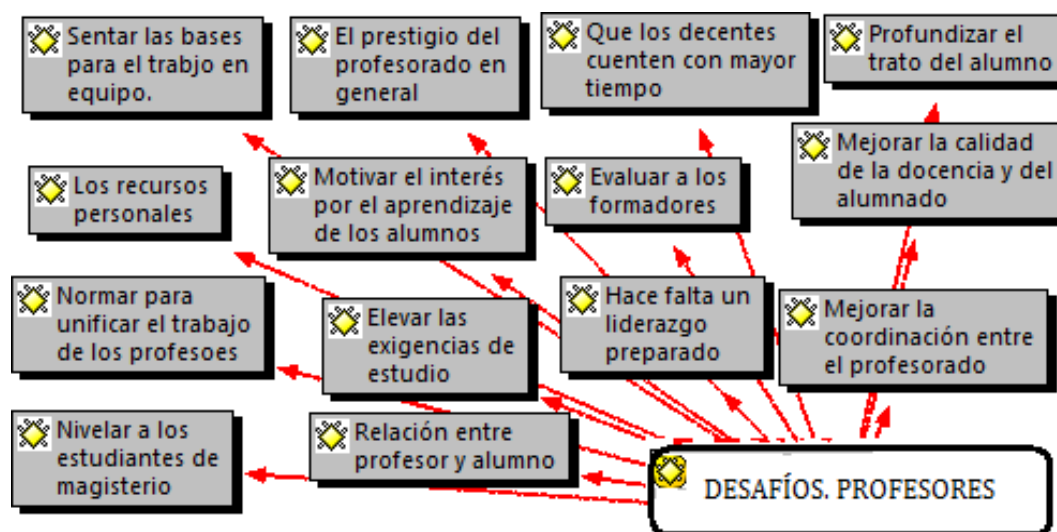 Sentar las bases
para el trabjo en
equipo.
El prestigio del
profesorado en
general
Que los decentes
cuenten con mayor
tiempo
Profundizar el
trato del alumno
Los recursos
personales
Motivar el interés
por el aprendizaje
de los alumnos
Evaluar a los
formadores
Mejorar la calidad
de la docencia y del
alumnado
Normar para
unificar el trabajo
de los profesoes
Elevar las
exigencias de
estudio
Hace falta un
liderazgo
preparado
Mejorar la
coordinación entre
el profesorado
Nivelar a los
estudiantes de
magisterio
Relación entre
profesor y alumno
DESAFÍOS. PROFESORES